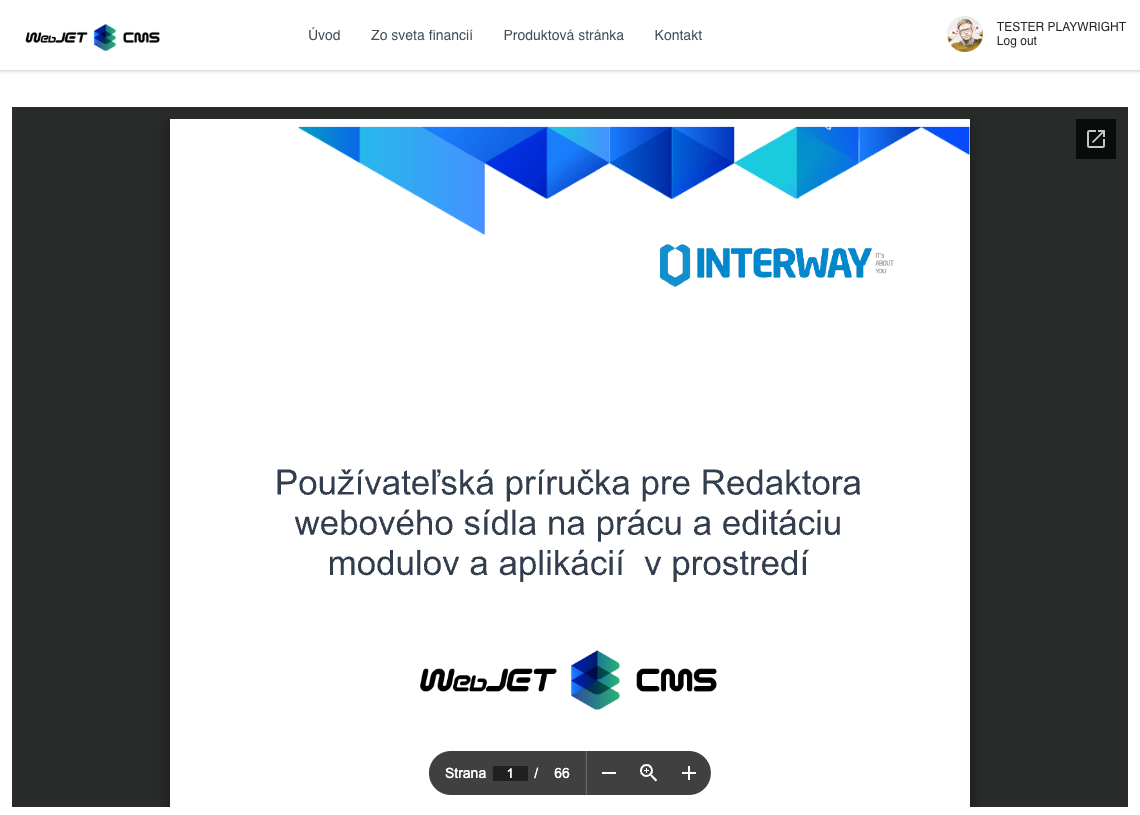 WebJET CMS
Úvod
Zo sveta financií
Produktová stránka
Kontakt
TESTER PLAYWRIGHT
Log out
INTERWAY
IT'S
ABOUT
YOU
Používateľská príručka pre Redaktora
webového sídla na prácu a editáciu
modulov a aplikácií v prostredí
WebJET CMS
Strana 1 / 66